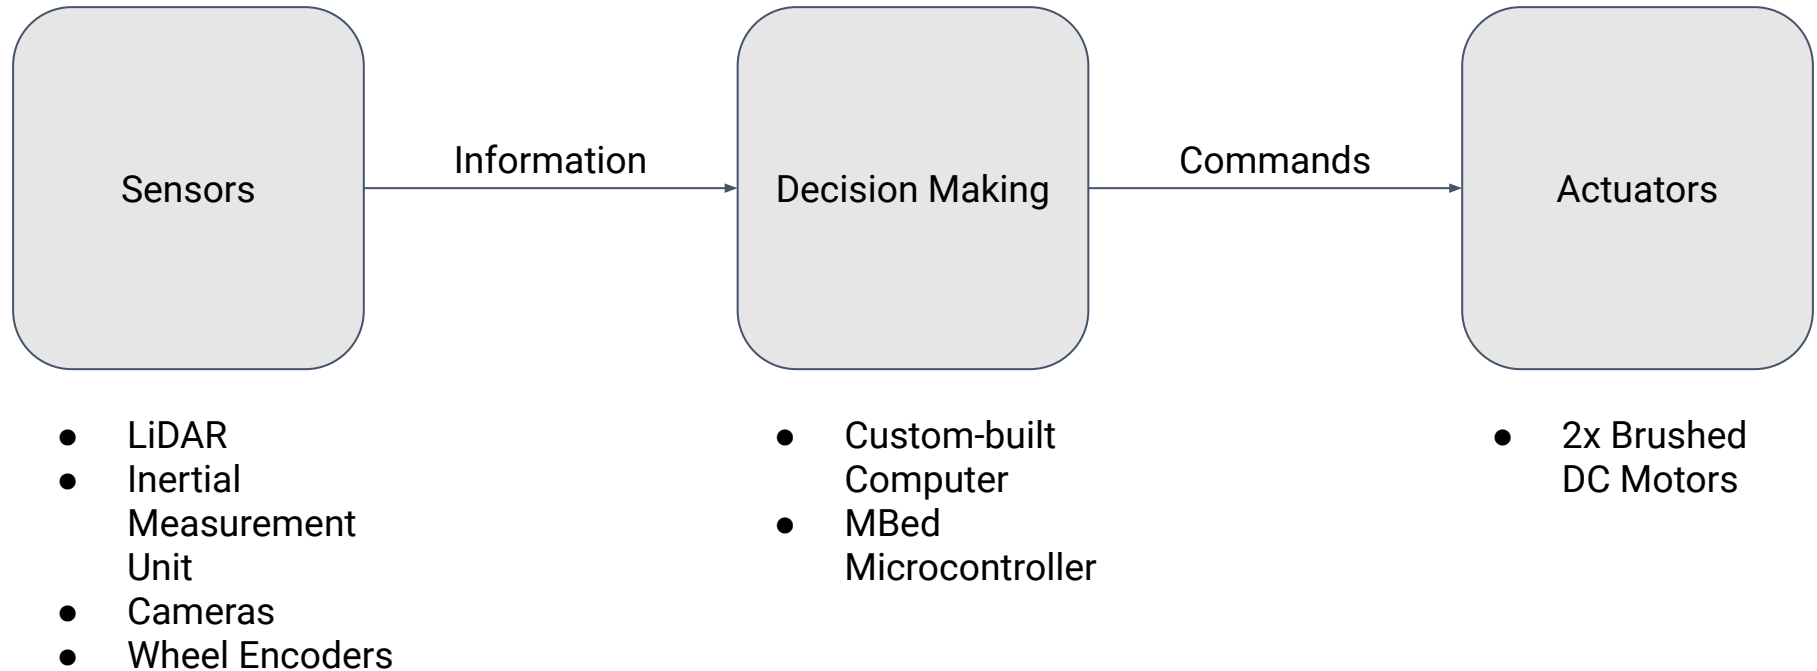 Sensors
Information
Decision Making
Commands
Actuators
● LiDAR
● Inertial
Measurement
Unit
● Cameras
● Wheel Encoders
● Custom-built
Computer
● MBed
Microcontroller
● 2x Brushed
DC Motors